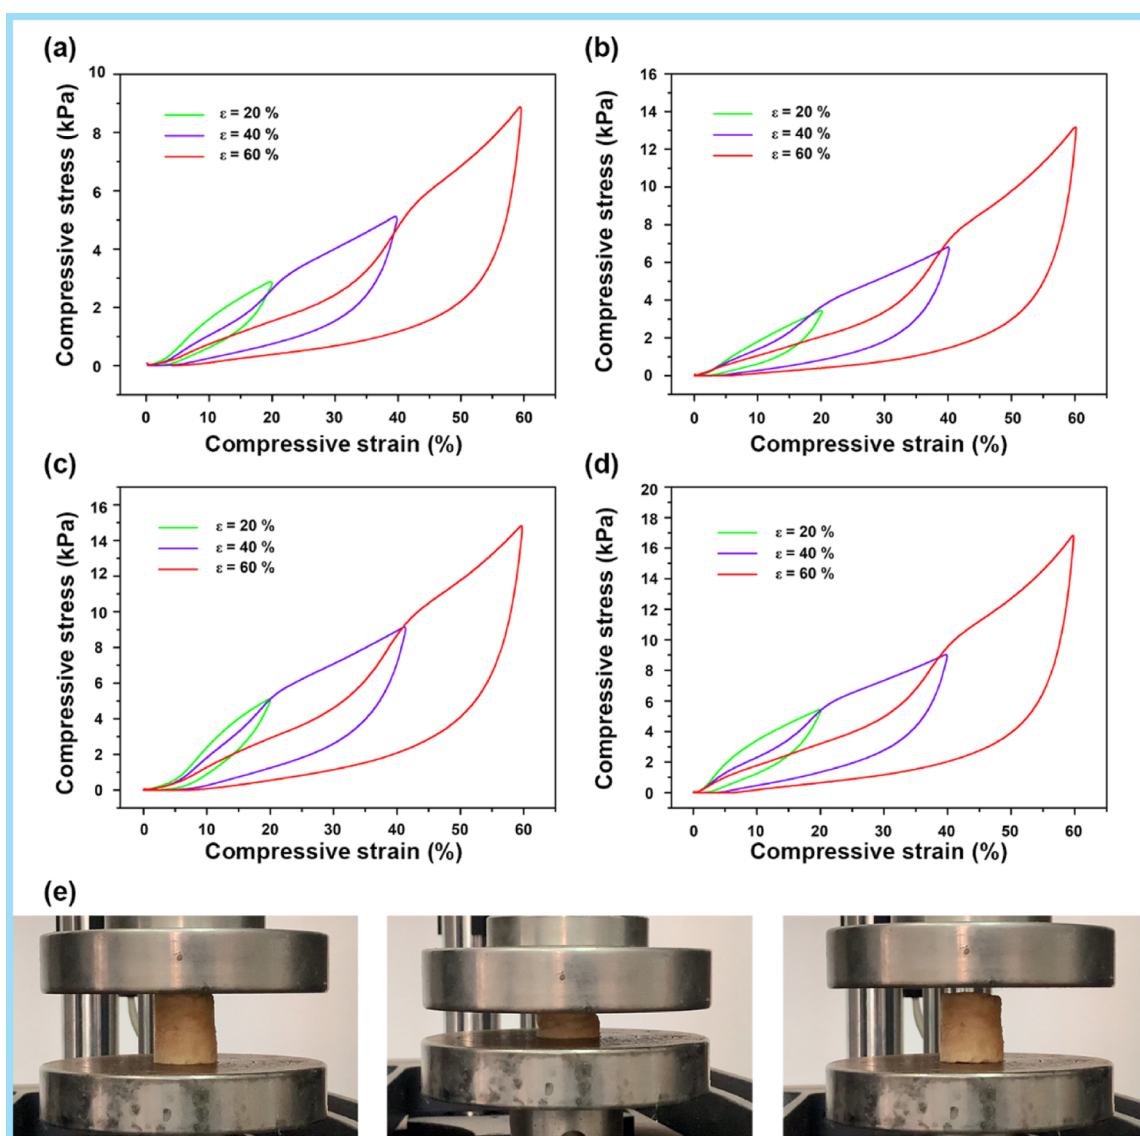 (a)
Compressive stress (kPa)
10
8
6
4
2
0
ε = 20 %
ε = 40 %
ε = 60 %
0 10 20 30 40 50 60
Compressive strain (%)
(b)
Compressive stress (kPa)
16
14
12
10
8
6
4
2
0
ε = 20 %
ε = 40 %
ε = 60 %
0 10 20 30 40 50 60
Compressive strain (%)
(c)
Compressive stress (kPa)
16
14
12
10
8
6
4
2
0
ε = 20 %
ε = 40 %
ε = 60 %
0 10 20 30 40 50 60
Compressive strain (%)
(d)
Compressive stress (kPa)
20
18
16
14
12
10
8
6
4
2
0
ε = 20 %
ε = 40 %
ε = 60 %
0 10 20 30 40 50 60
Compressive strain (%)
(e)